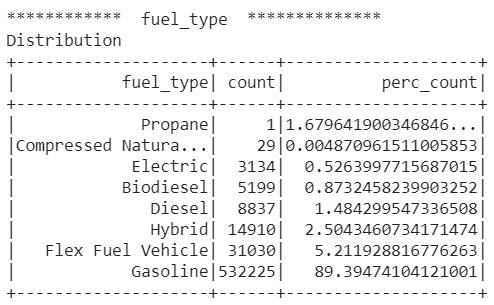 ************  fuel_type  **************
Distribution
+--------------------+------+--------------------+
|           fuel_type| count|          perc_count|
+--------------------+------+--------------------+
|             Propane|     1|1.679641900346846...|
|Compressed Natura...|    29|0.004870961511005853|
|            Electric|  3134|  0.5263997715687015|
|           Biodiesel|  5199|  0.8732458239903252|
|              Diesel|  8837|   1.484299547336508|
|              Hybrid| 14910|  2.5043460734171474|
|   Flex Fuel Vehicle| 31030|   5.211928816776263|
|            Gasoline|532225|   89.39474104121001|
+--------------------+------+--------------------+